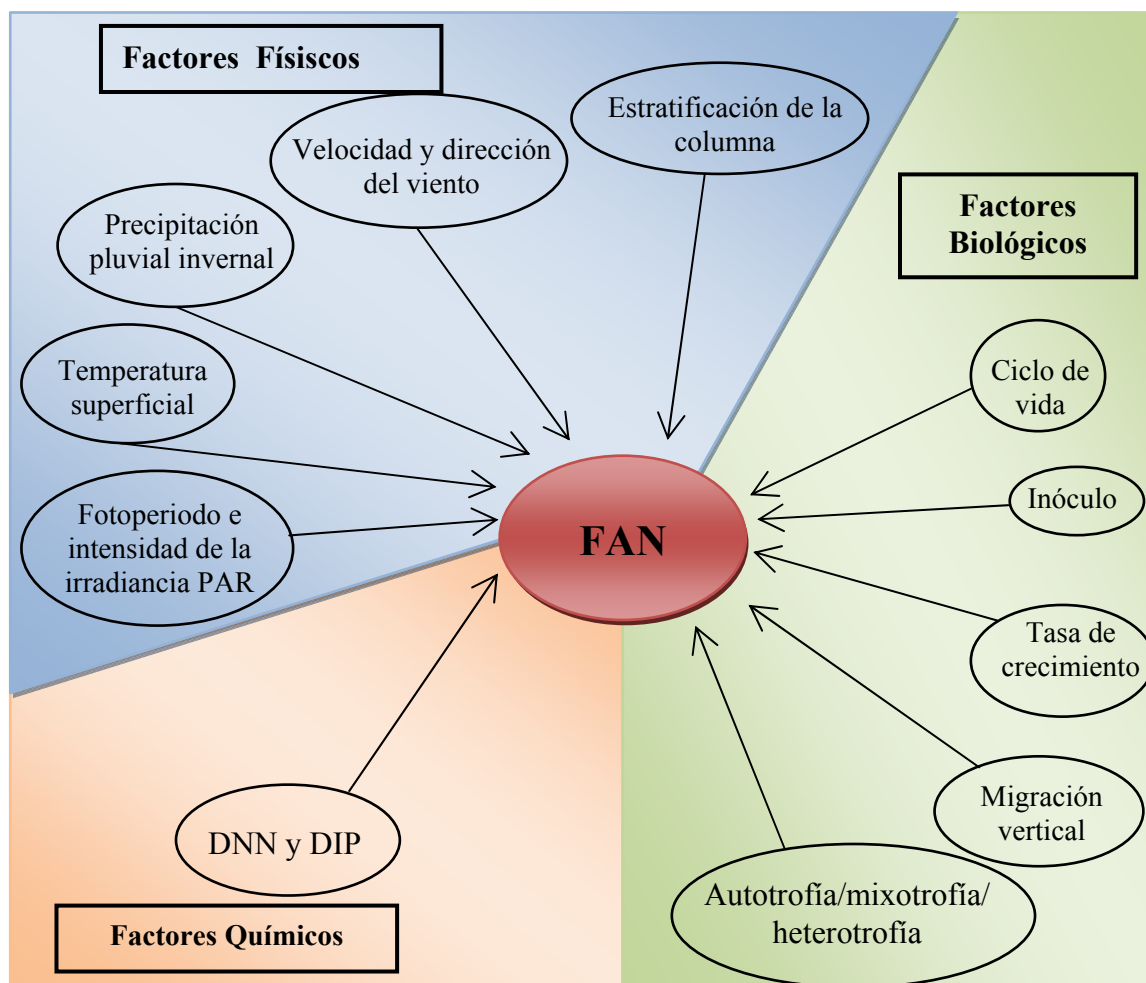 Factores Físiscos
Velocidad y dirección
del viento
Estratificación de la
columna
Precipitación
pluvial invernal
Temperatura
superficial
Fotoperiodo e
intensidad de la
irradiancia PAR
FAN
Factores
Biológicos
Ciclo de
vida
Inóculo
Tasa de
crecimiento
Migración
vertical
Autotrofía/mixotrofía/
heterotrofía
DNN y DIP
Factores Químicos